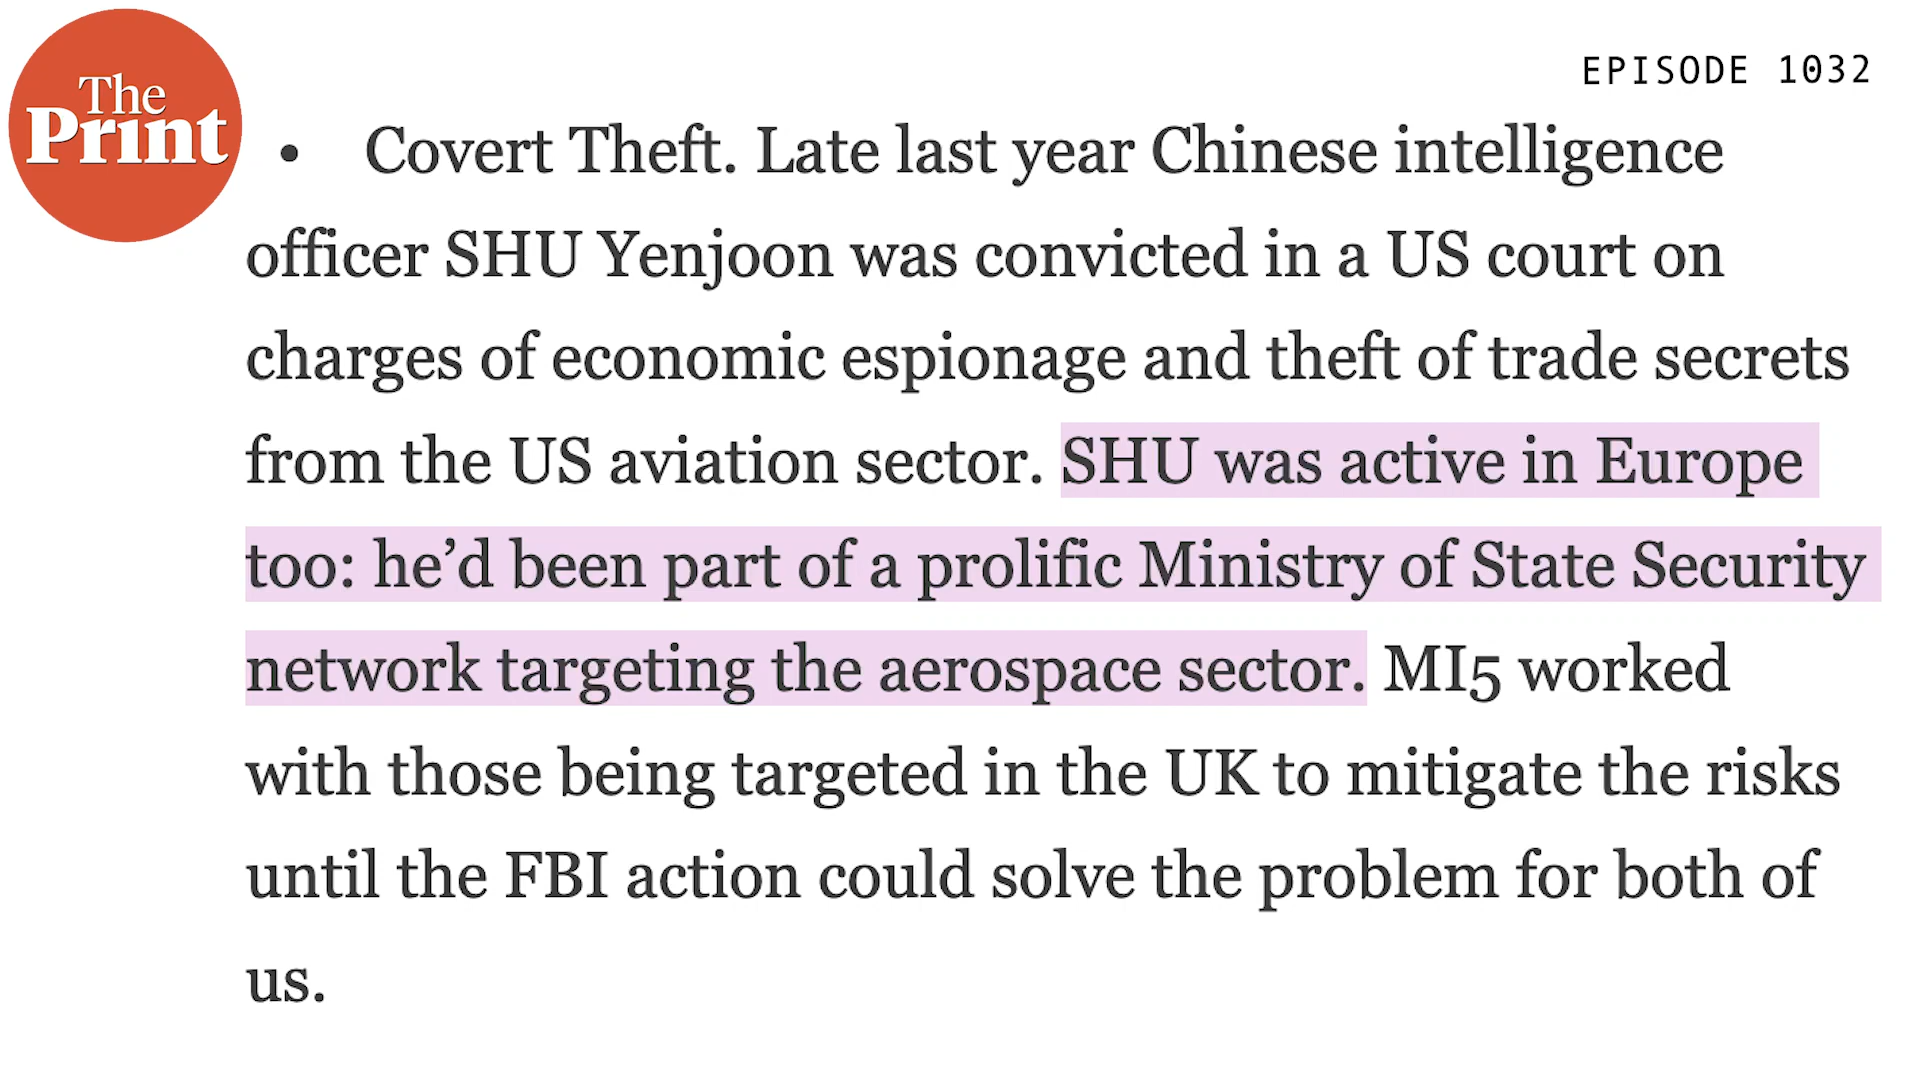 The
Print
EPISODE 1032
• Covert Theft. Late last year Chinese intelligence
officer SHU Yenjoon was convicted in a US court on
charges of economic espionage and theft of trade secrets
from the US aviation sector. SHU was active in Europe
too: he’d been part of a prolific Ministry of State Security
network targeting the aerospace sector. MI5 worked
with those being targeted in the UK to mitigate the risks
until the FBI action could solve the problem for both of
us.